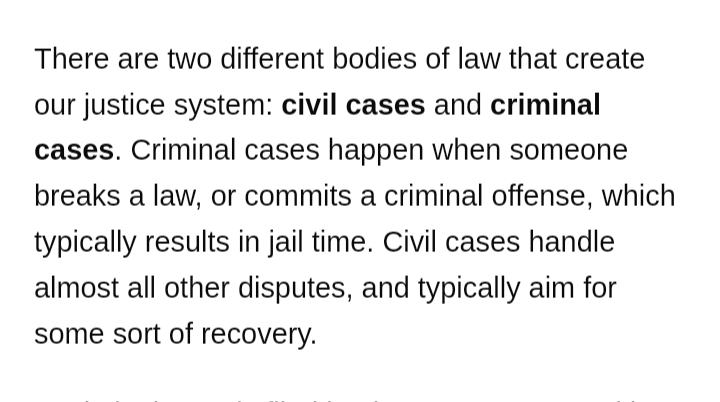 There are two different bodies of law that create
our justice system: civil cases and criminal
cases. Criminal cases happen when someone
breaks a law, or commits a criminal offense, which
typically results in jail time. Civil cases handle
almost all other disputes, and typically aim for
some sort of recovery.